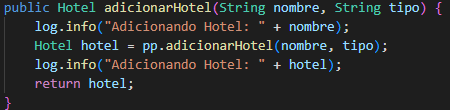 public Hotel adicionarHotel(String nombre, String tipo) {
log.info("Adicionando Hotel: " + nombre);
Hotel hotel = pp.adicionarHotel(nombre, tipo);
log.info("Adicionando Hotel: " + hotel);
return hotel;
}